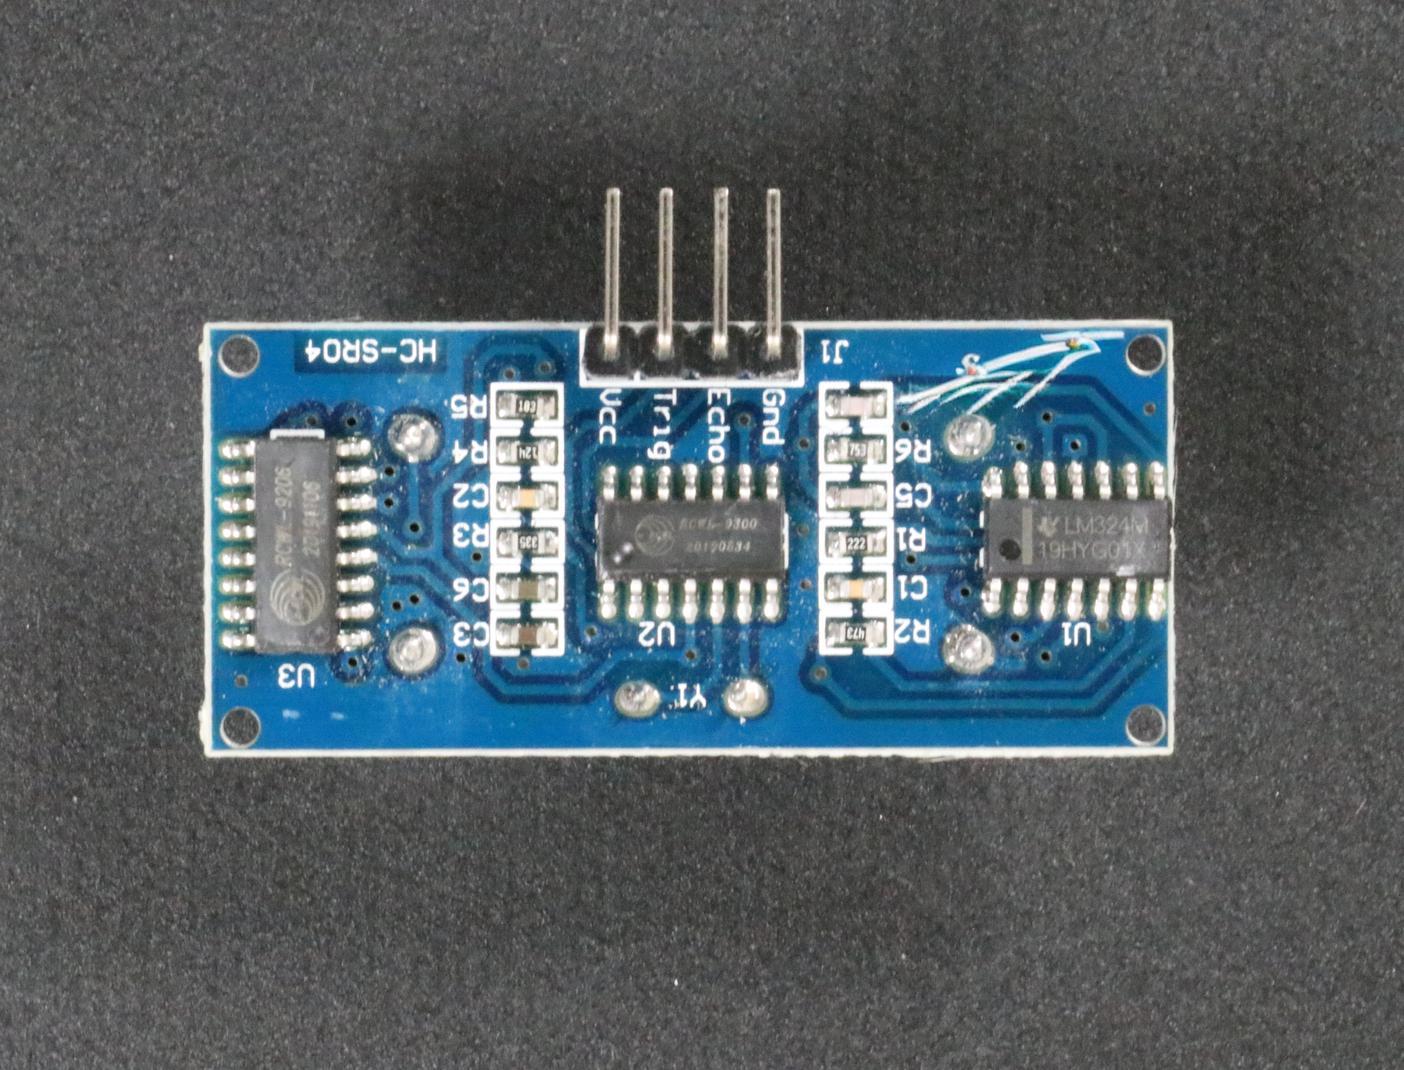 HC-SR04
J1
Vcc
Trig
Echo
Gnd
R5
103
R4
124
C2
R3
335
C6
C3
R6
753
C5
R1
222
C1
R2
473
RCWL-9206
RCWL-9300
20190834
LM324M
19HYG01X
U3
U2
U1
Y1